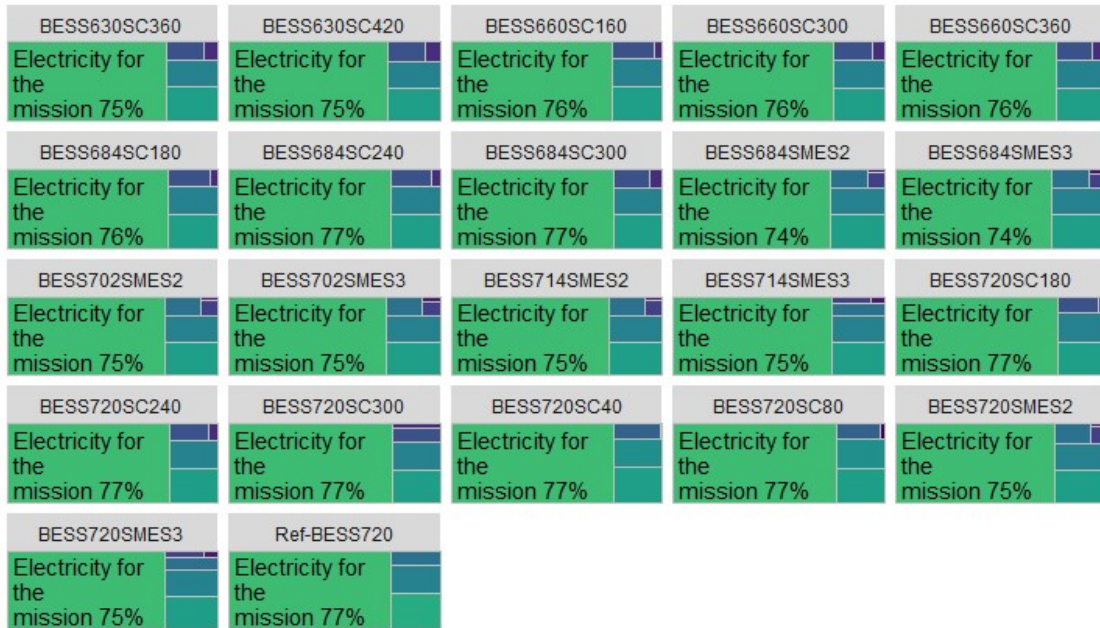 BESS630SC360 BESS630SC420 BESS660SC160 BESS660SC300 BESS660SC360
Electricity for Electricity for Electricity for Electricity for Electricity for
the the the the the
mission 75% mission 75% mission 76% mission 76% mission 76%
BESS684SC180 BESS684SC240 BESS684SC300 BESS684SMES2 BESS684SMES3
Electricity for Electricity for Electricity for Electricity for Electricity for
the the the the the
mission 76% mission 77% mission 77% mission 74% mission 74%
BESS702SMES2 BESS702SMES3 BESS714SMES2 BESS714SMES3 BESS720SC180
Electricity for Electricity for Electricity for Electricity for Electricity for
the the the the the
mission 75% mission 75% mission 75% mission 75% mission 77%
BESS720SC240 BESS720SC300 BESS720SC40 BESS720SC80 BESS720SMES2
Electricity for Electricity for Electricity for Electricity for Electricity for
the the the the the
mission 77% mission 77% mission 77% mission 77% mission 75%
BESS720SMES3 Ref-BESS720
Electricity for Electricity for
the the
mission 75% mission 77%